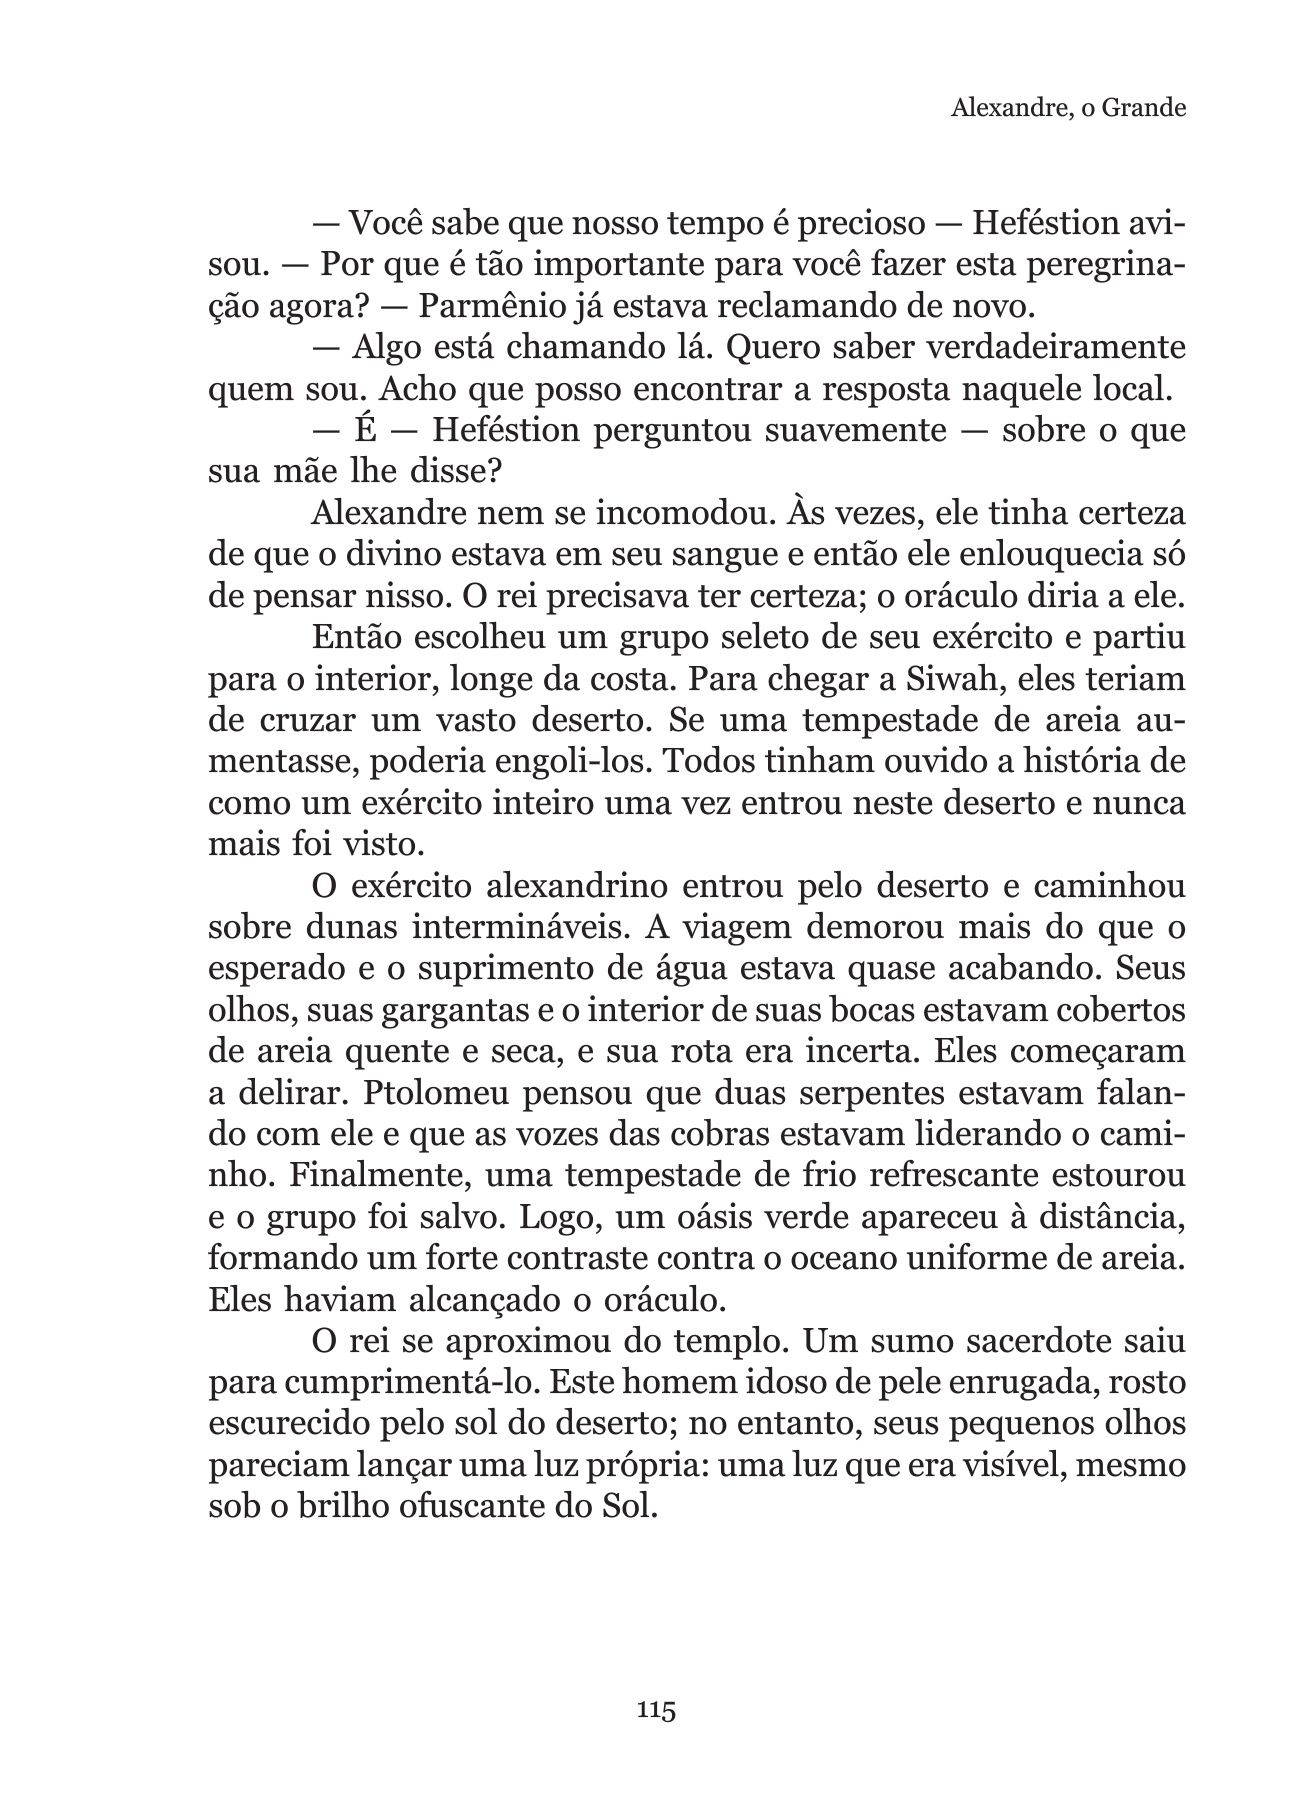 Alexandre, o Grande
— Você sabe que nosso tempo é precioso — Heféstion avi-
sou. — Por que é tão importante para você fazer esta peregrina-
ção agora? — Parmênio já estava reclamando de novo.
— Algo está chamando lá. Quero saber verdadeiramente
quem sou. Acho que posso encontrar a resposta naquele local.
— É — Heféstion perguntou suavemente — sobre o que
sua mãe lhe disse?
Alexandre nem se incomodou. Às vezes, ele tinha certeza
de que o divino estava em seu sangue e então ele enlouquecia só
de pensar nisso. O rei precisava ter certeza; o oráculo diria a ele.
Então escolheu um grupo seleto de seu exército e partiu
para o interior, longe da costa. Para chegar a Siwah, eles teriam
de cruzar um vasto deserto. Se uma tempestade de areia au-
mentasse, poderia engoli-los. Todos tinham ouvido a história de
como um exército inteiro uma vez entrou neste deserto e nunca
mais foi visto.
O exército alexandrino entrou pelo deserto e caminhou
sobre dunas intermináveis. A viagem demorou mais do que o
esperado e o suprimento de água estava quase acabando. Seus
olhos, suas gargantas e o interior de suas bocas estavam cobertos
de areia quente e seca, e sua rota era incerta. Eles começaram
a delirar. Ptolomeu pensou que duas serpentes estavam falan-
do com ele e que as vozes das cobras estavam liderando o cami-
nho. Finalmente, uma tempestade de frio refrescante estourou
e o grupo foi salvo. Logo, um oásis verde apareceu à distância,
formando um forte contraste contra o oceano uniforme de areia.
Eles haviam alcançado o oráculo.
O rei se aproximou do templo. Um sumo sacerdote saiu
para cumprimentá-lo. Este homem idoso de pele enrugada, rosto
escurecido pelo sol do deserto; no entanto, seus pequenos olhos
pareciam lançar uma luz própria: uma luz que era visível, mesmo
sob o brilho ofuscante do Sol.
115